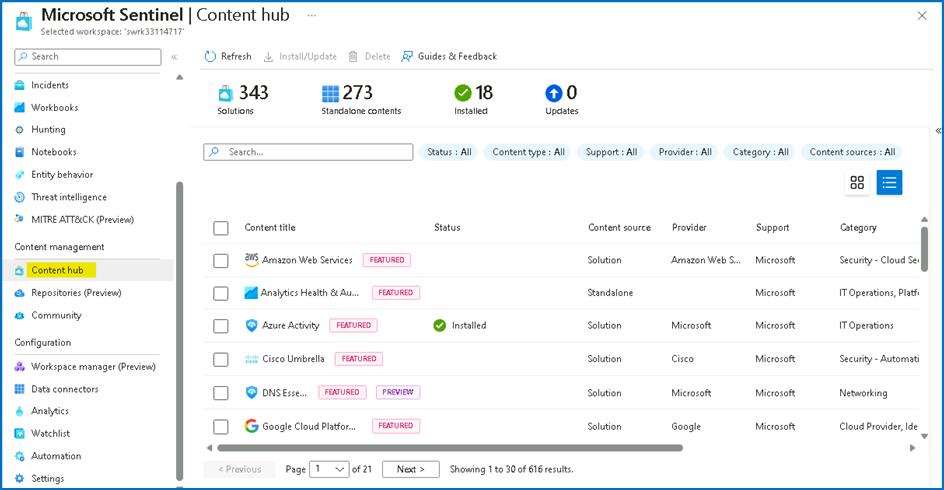 Microsoft Sentinel | Content hub ...
Selected workspace: 'swrk33114717'
Search
Incidents
Workbooks
Hunting
Notebooks
Entity behavior
Threat intelligence
MITRE ATT&CK (Preview)
Content management
Content hub
Repositories (Preview)
Community
Configuration
Workspace manager (Preview)
Data connectors
Analytics
Watchlist
Automation
Settings
Refresh Install/Update Delete Guides & Feedback
343 273 18 0
Solutions Standalone contents Installed Updates
Search... Status : All Content type : All Support : All Provider : All Category : All Content sources : All
Content title Status Content source Provider Support Category
aws Amazon Web Services FEATURED Solution Amazon Web S... Microsoft Security - Cloud Se
Analytics Health & Au... FEATURED Standalone IT Operations, Platf
Azure Activity FEATURED Installed Solution Microsoft Microsoft IT Operations
Cisco Umbrella FEATURED Solution Cisco Microsoft Security - Automati
DNS Esse... FEATURED PREVIEW Solution Microsoft Microsoft Networking
Google Cloud Platfor... FEATURED Solution Google Microsoft Cloud Provider, Ide
< Previous Page 1 of 21 Next > Showing 1 to 30 of 616 results.